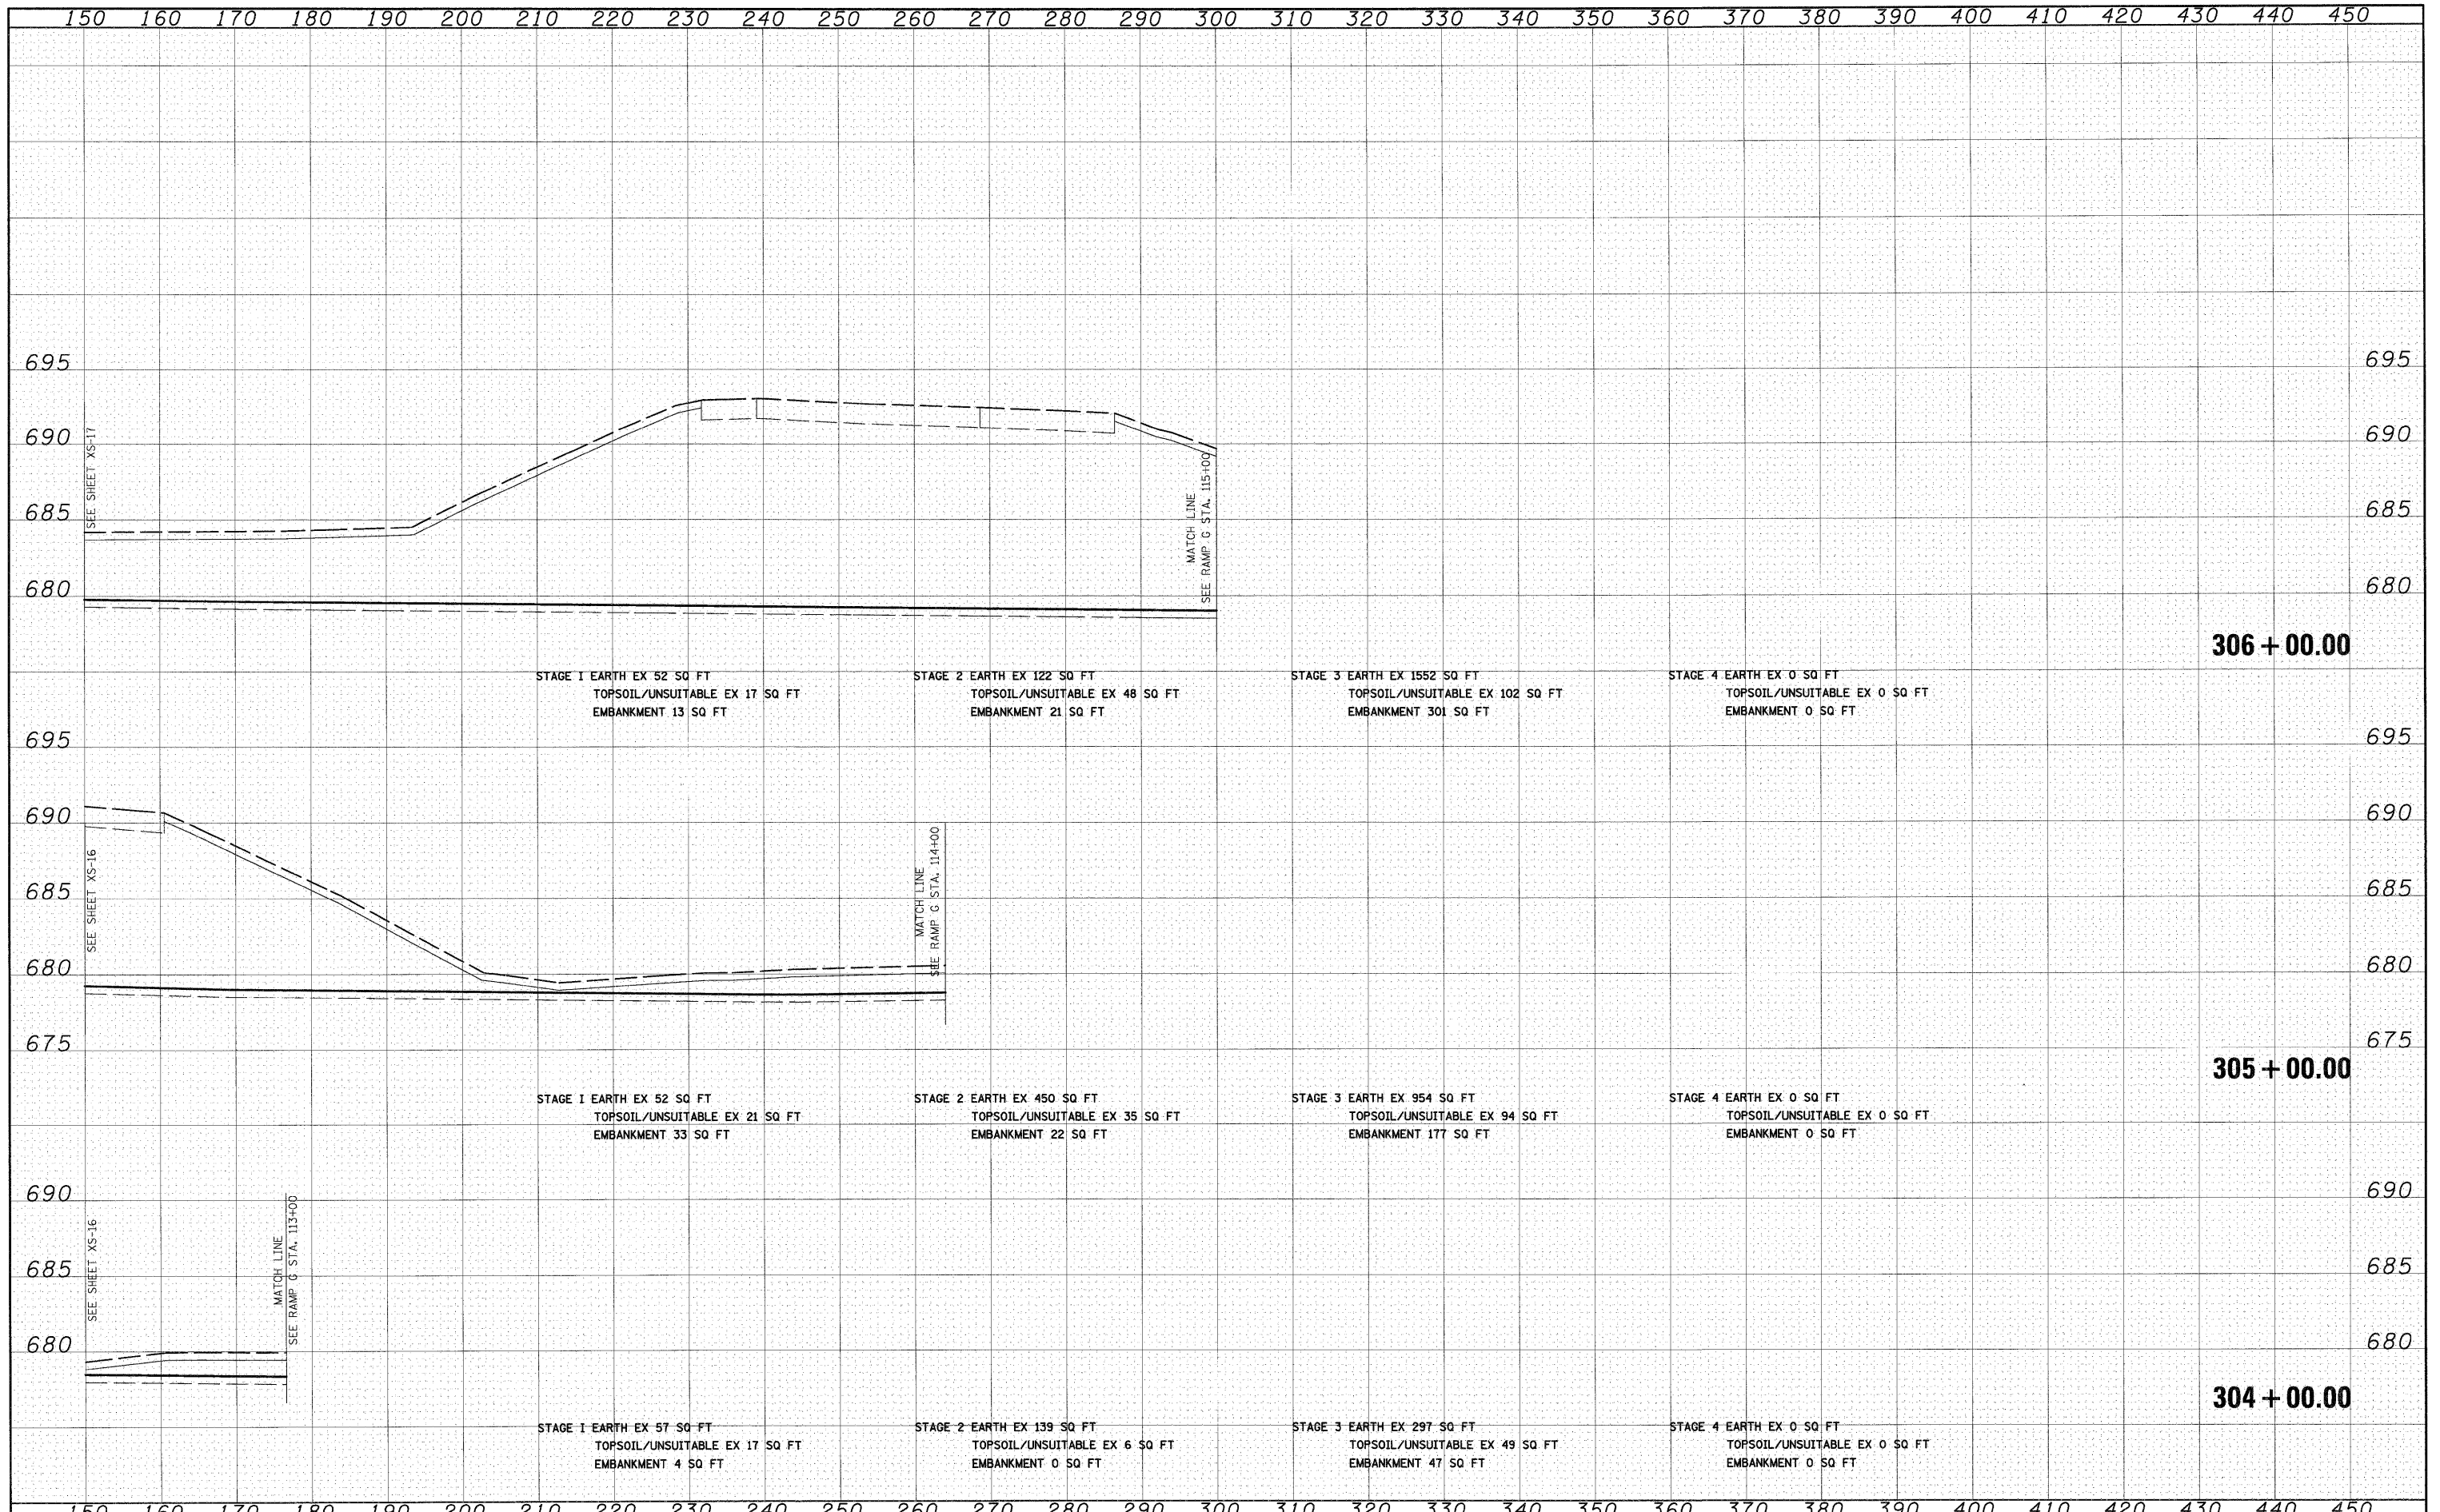 150 160 170 180 190 200 210 220 230 240 250 260 270 280 290 300 310 320 330 340 350 360 370 380 390 400 410 420 430 440 450
695 695
690 690
SEE SHEET XS-17
685 685
MATCH LINE
SEE RAMP G STA. 115+00
680 680
306+00.00
STAGE 1 EARTH EX 52 SQ FT
TOPSOIL/UNSUITABLE EX 17 SQ FT
EMBANKMENT 13 SQ FT
STAGE 2 EARTH EX 122 SQ FT
TOPSOIL/UNSUITABLE EX 48 SQ FT
EMBANKMENT 21 SQ FT
STAGE 3 EARTH EX 1552 SQ FT
TOPSOIL/UNSUITABLE EX 102 SQ FT
EMBANKMENT 301 SQ FT
STAGE 4 EARTH EX 0 SQ FT
TOPSOIL/UNSUITABLE EX 0 SQ FT
EMBANKMENT 0 SQ FT
695 695
690 690
SEE SHEET XS-16
685 685
MATCH LINE
SEE RAMP G STA. 114+00
680 680
675 675
305+00.00
STAGE 1 EARTH EX 52 SQ FT
TOPSOIL/UNSUITABLE EX 21 SQ FT
EMBANKMENT 33 SQ FT
STAGE 2 EARTH EX 450 SQ FT
TOPSOIL/UNSUITABLE EX 35 SQ FT
EMBANKMENT 22 SQ FT
STAGE 3 EARTH EX 954 SQ FT
TOPSOIL/UNSUITABLE EX 94 SQ FT
EMBANKMENT 177 SQ FT
STAGE 4 EARTH EX 0 SQ FT
TOPSOIL/UNSUITABLE EX 0 SQ FT
EMBANKMENT 0 SQ FT
690 690
SEE SHEET XS-16
MATCH LINE
SEE RAMP G STA. 113+00
685 685
680 680
304+00.00
STAGE 1 EARTH EX 57 SQ FT
TOPSOIL/UNSUITABLE EX 17 SQ FT
EMBANKMENT 4 SQ FT
STAGE 2 EARTH EX 139 SQ FT
TOPSOIL/UNSUITABLE EX 6 SQ FT
EMBANKMENT 0 SQ FT
STAGE 3 EARTH EX 297 SQ FT
TOPSOIL/UNSUITABLE EX 49 SQ FT
EMBANKMENT 47 SQ FT
STAGE 4 EARTH EX 0 SQ FT
TOPSOIL/UNSUITABLE EX 0 SQ FT
EMBANKMENT 0 SQ FT
150 160 170 180 190 200 210 220 230 240 250 260 270 280 290 300 310 320 330 340 350 360 370 380 390 400 410 420 430 440 450